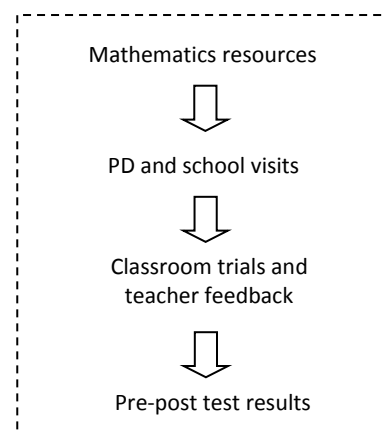 Mathematics resources
PD and school visits
Classroom trials and
teacher feedback
Pre-post test results